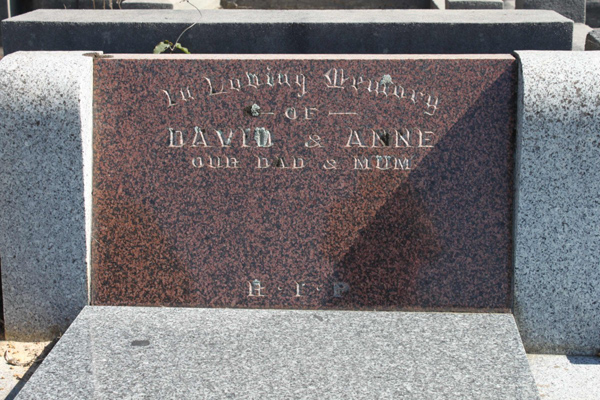 In Loving Memory
— OF —
DAVID & ANNE
OUR DAD & MUM
R·I·P